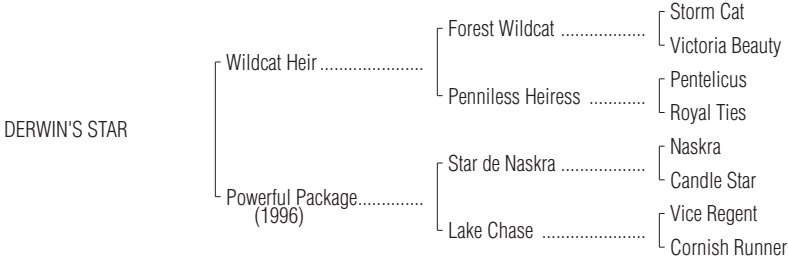 Storm Cat
Forest Wildcat ..................
Victoria Beauty
Wildcat Heir ......................
Pentelicus
Penniless Heiress ............
Royal Ties
DERWIN'S STAR
Naskra
Star de Naskra ..................
Candle Star
Powerful Package..............
(1996)
Vice Regent
Lake Chase ......................
Cornish Runner